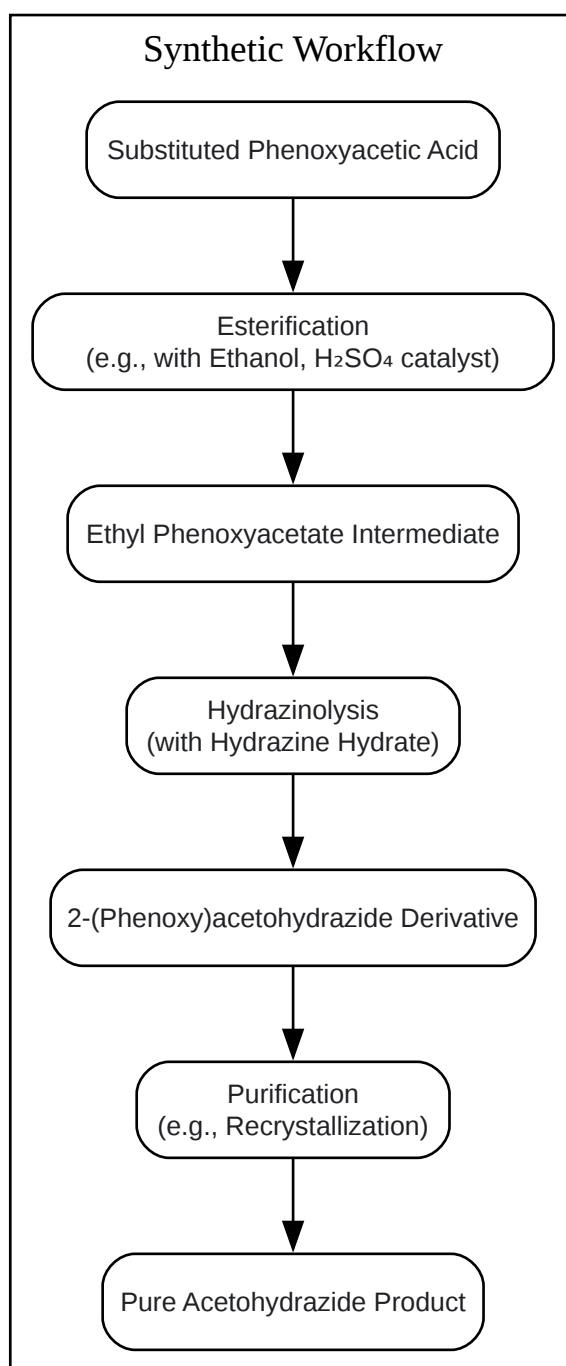 Synthetic Workflow
Substituted Phenoxyacetic Acid
Esterification
(e.g., with Ethanol, H₂SO₄ catalyst)
Ethyl Phenoxyacetate Intermediate
Hydrazinolysis
(with Hydrazine Hydrate)
2-(Phenoxy)acetohydrazide Derivative
Purification
(e.g., Recrystallization)
Pure Acetohydrazide Product